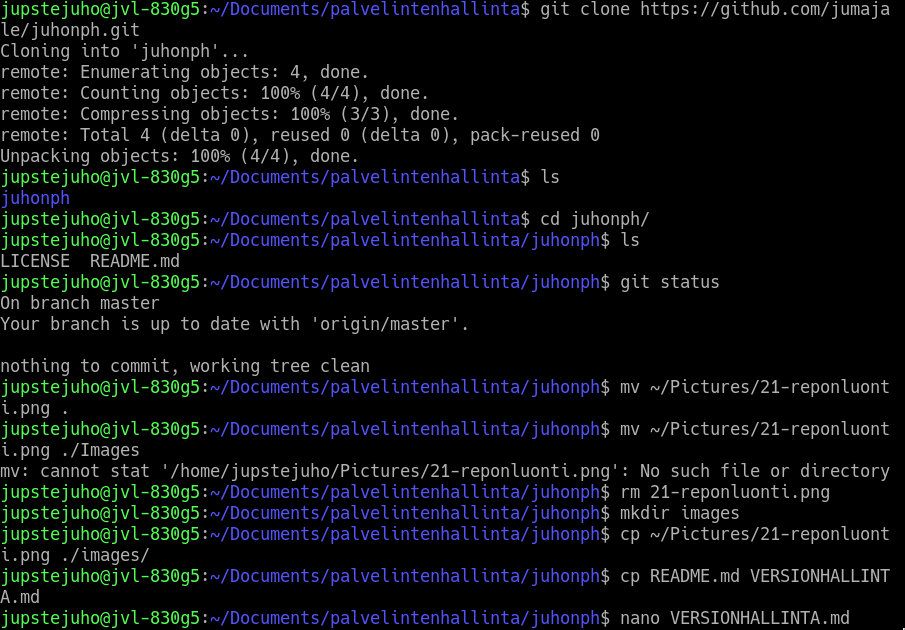 jupstejuho@jvl-830g5:~/Documents/palvelintenhallinta$ git clone https://github.com/jumaja
le/juhonph.git
Cloning into 'juhonph'...
remote: Enumerating objects: 4, done.
remote: Counting objects: 100% (4/4), done.
remote: Compressing objects: 100% (3/3), done.
remote: Total 4 (delta 0), reused 0 (delta 0), pack-reused 0
Unpacking objects: 100% (4/4), done.
jupstejuho@jvl-830g5:~/Documents/palvelintenhallinta$ ls
juhonph
jupstejuho@jvl-830g5:~/Documents/palvelintenhallinta$ cd juhonph/
jupstejuho@jvl-830g5:~/Documents/palvelintenhallinta/juhonph$ ls
LICENSE  README.md
jupstejuho@jvl-830g5:~/Documents/palvelintenhallinta/juhonph$ git status
On branch master
Your branch is up to date with 'origin/master'.

nothing to commit, working tree clean
jupstejuho@jvl-830g5:~/Documents/palvelintenhallinta/juhonph$ mv ~/Pictures/21-reponluont
i.png .
jupstejuho@jvl-830g5:~/Documents/palvelintenhallinta/juhonph$ mv ~/Pictures/21-reponluont
i.png ./Images
mv: cannot stat '/home/jupstejuho/Pictures/21-reponluonti.png': No such file or directory
jupstejuho@jvl-830g5:~/Documents/palvelintenhallinta/juhonph$ rm 21-reponluonti.png
jupstejuho@jvl-830g5:~/Documents/palvelintenhallinta/juhonph$ mkdir images
jupstejuho@jvl-830g5:~/Documents/palvelintenhallinta/juhonph$ cp ~/Pictures/21-reponluont
i.png ./images/
jupstejuho@jvl-830g5:~/Documents/palvelintenhallinta/juhonph$ cp README.md VERSIONHALLINT
A.md
jupstejuho@jvl-830g5:~/Documents/palvelintenhallinta/juhonph$ nano VERSIONHALLINTA.md